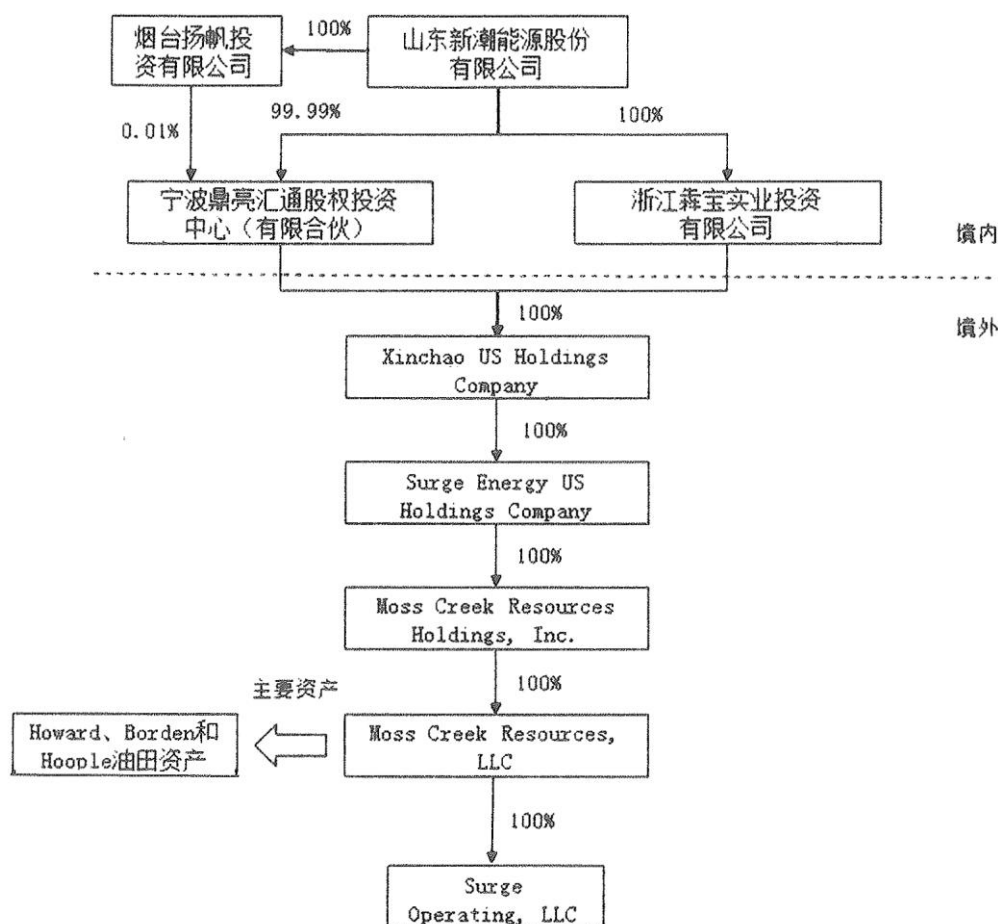 烟台扬帆投
资有限公司
100%
山东新潮能源股份
有限公司
0.01%
99.99%
100%
宁波鼎亮汇通股权投资
中心（有限合伙）
浙江犇宝实业投资
有限公司
境内
100%
境外
Xinchao US Holdings
Company
100%
Surge Energy US
Holdings Company
100%
Moss Creek Resources
Holdings, Inc.
100%
主要资产
Howard、Borden和
Hoople油田资产
Moss Creek Resources,
LLC
100%
Surge
Operating, LLC